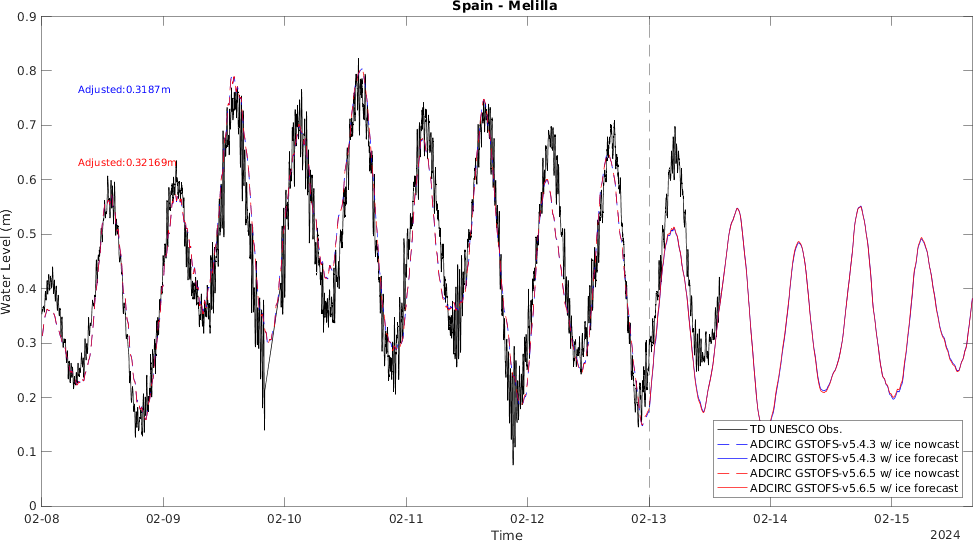 Spain - Melilla
0.9
0.8
0.7
0.6
0.5
0.4
0.3
0.2
0.1
0
Water Level (m)
Adjusted:0.3187m
Adjusted:0.32169m
TD UNESCO Obs.
ADCIRC GSTOFS-v5.4.3 w/ ice nowcast
ADCIRC GSTOFS-v5.4.3 w/ ice forecast
ADCIRC GSTOFS-v5.6.5 w/ ice nowcast
ADCIRC GSTOFS-v5.6.5 w/ ice forecast
02-08 02-09 02-10 02-11 02-12 02-13 02-14 02-15
Time
2024